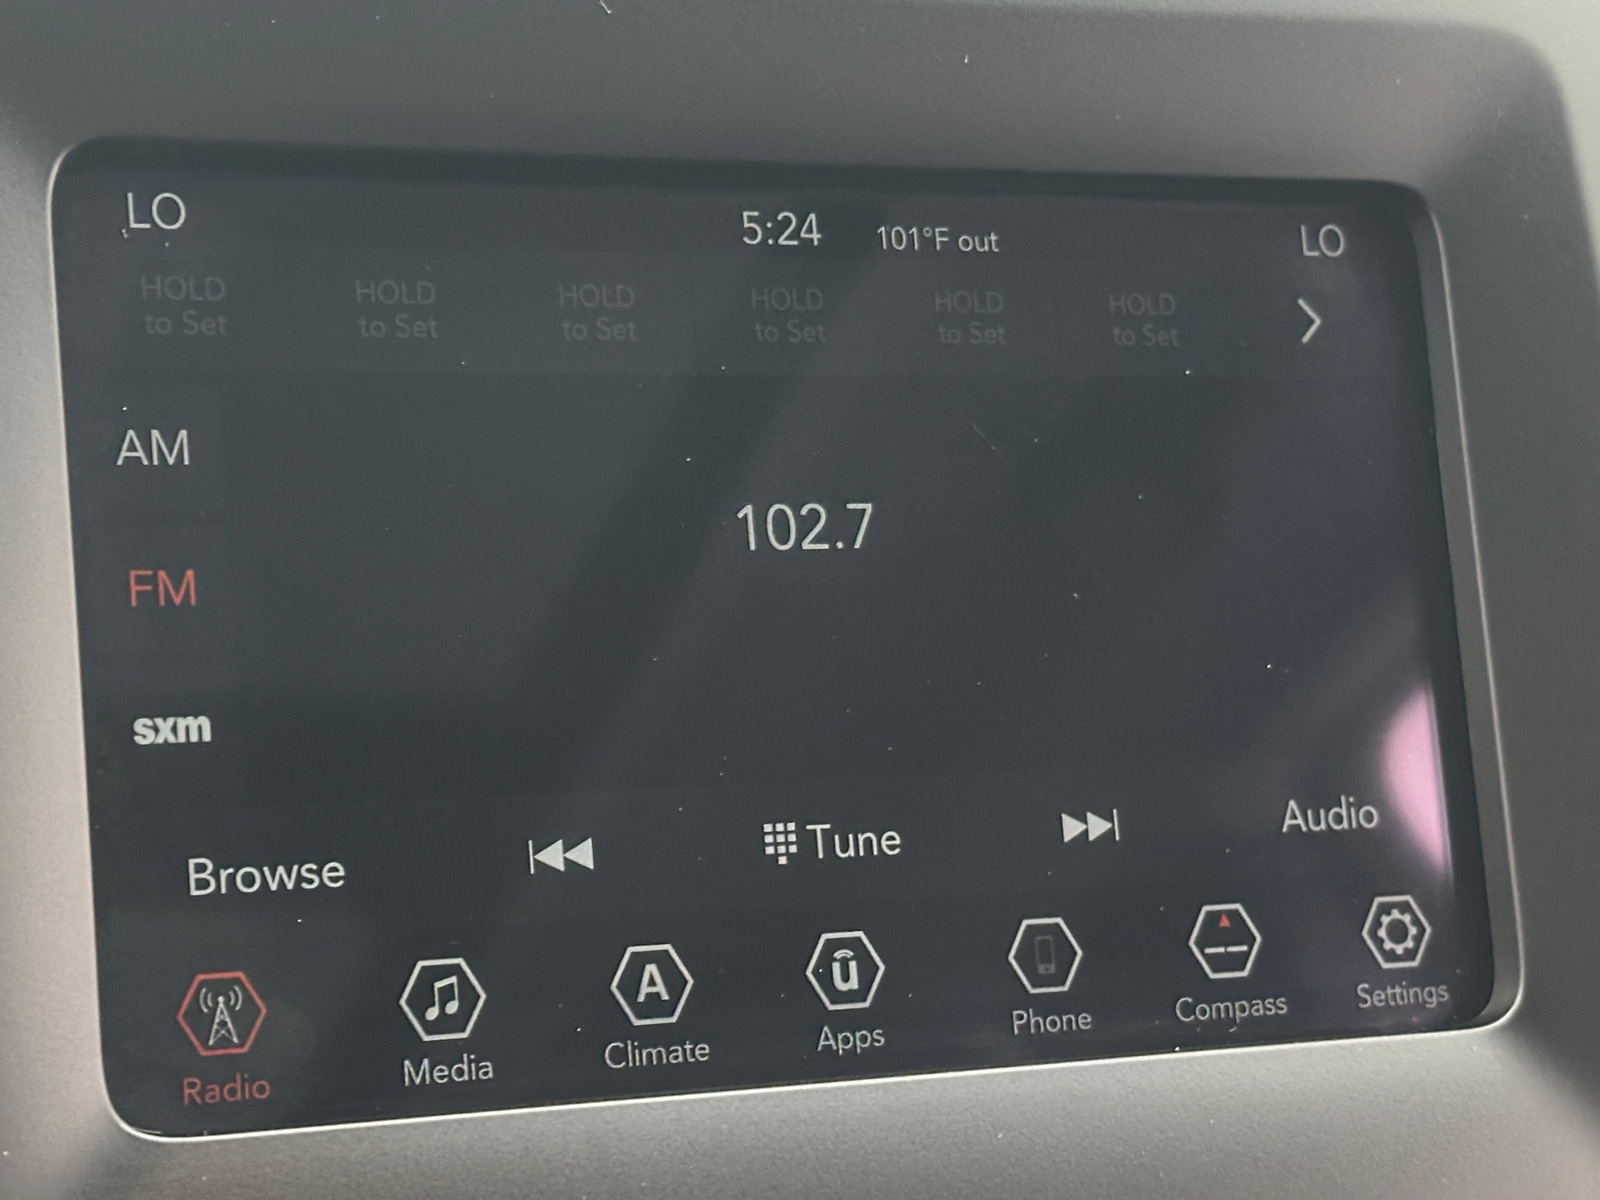 LO 5:24 101°F out LO
HOLD HOLD HOLD HOLD HOLD HOLD
to Set to Set to Set to Set to Set to Set
AM
102.7
FM
sxm
Browse Tune Audio
A ū
Radio Media Climate Apps Phone Compass Settings